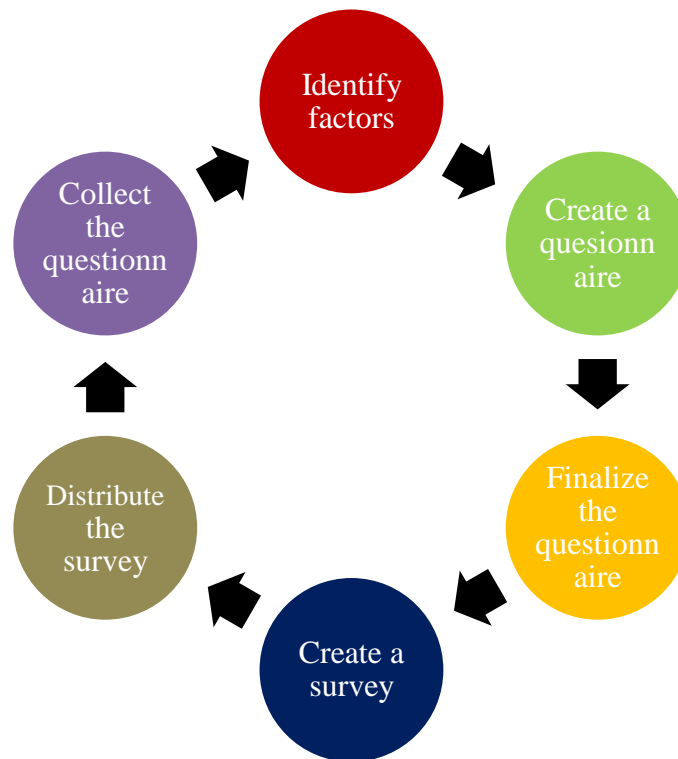 Identify
factors
Create a
quesionn
aire
Finalize
the
questionn
aire
Create a
survey
Distribute
the
survey
Collect
the
questionn
aire